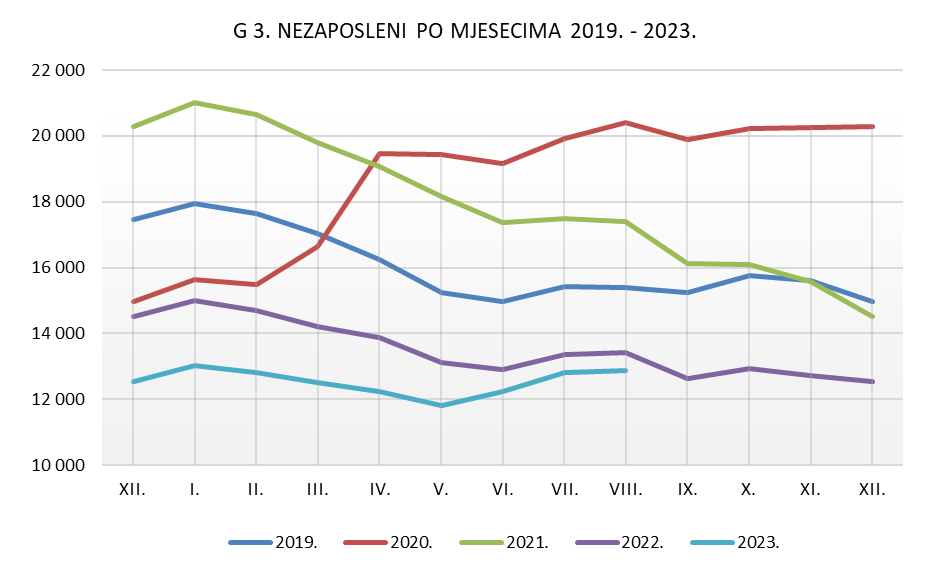 G 3. NEZAPOSLENI PO MJESECIMA 2019. - 2023.
22 000
20 000
18 000
16 000
14 000
12 000
10 000
XII. I. II. III. IV. V. VI. VII. VIII. IX. X. XI. XII.
2019. 2020. 2021. 2022. 2023.